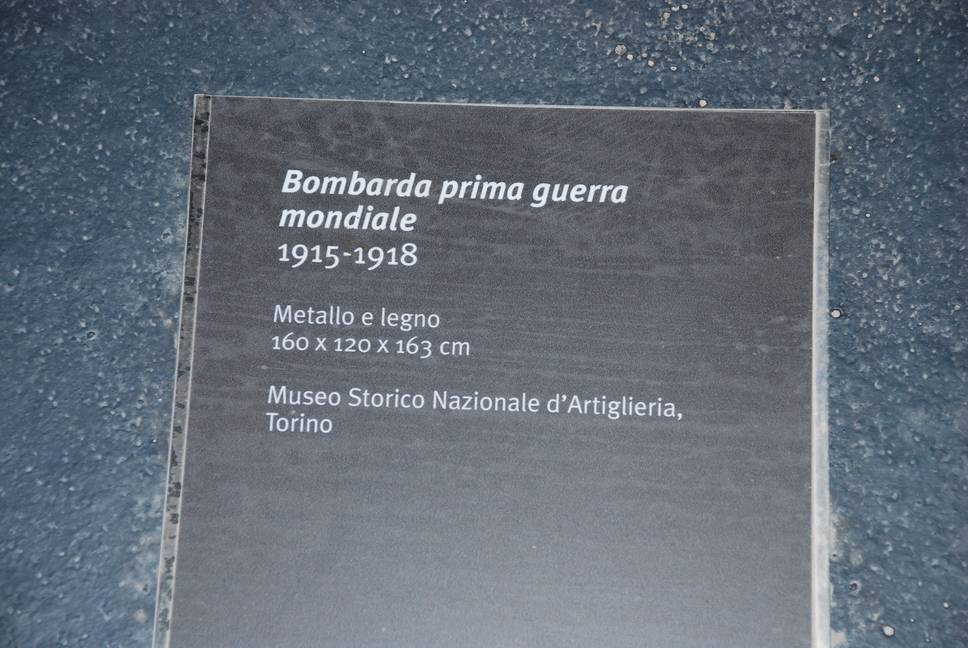 Bombarda prima guerra
mondiale
1915-1918
Metallo e legno
160 x 120 x 163 cm
Museo Storico Nazionale d'Artiglieria,
Torino